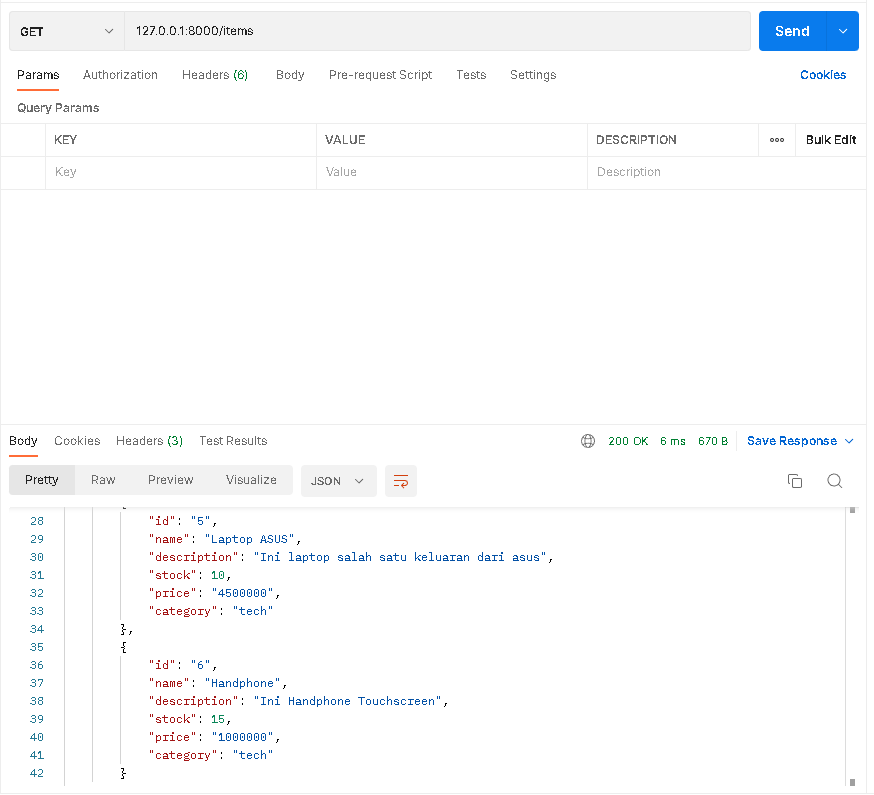 GET 127.0.0.1:8000/items Send
Params Authorization Headers (6) Body Pre-request Script Tests Settings Cookies
Query Params
KEY VALUE DESCRIPTION ooo Bulk Edit
Key Value Description
Body Cookies Headers (3) Test Results 200 OK 6 ms 670 B Save Response
Pretty Raw Preview Visualize JSON
28 "id": "5",
29 "name": "Laptop ASUS",
30 "description": "Ini laptop salah satu keluaran dari asus",
31 "stock": 10,
32 "price": "4500000",
33 "category": "tech"
34 },
35 {
36 "id": "6",
37 "name": "Handphone",
38 "description": "Ini Handphone Touchscreen",
39 "stock": 15,
40 "price": "1000000",
41 "category": "tech"
42 }